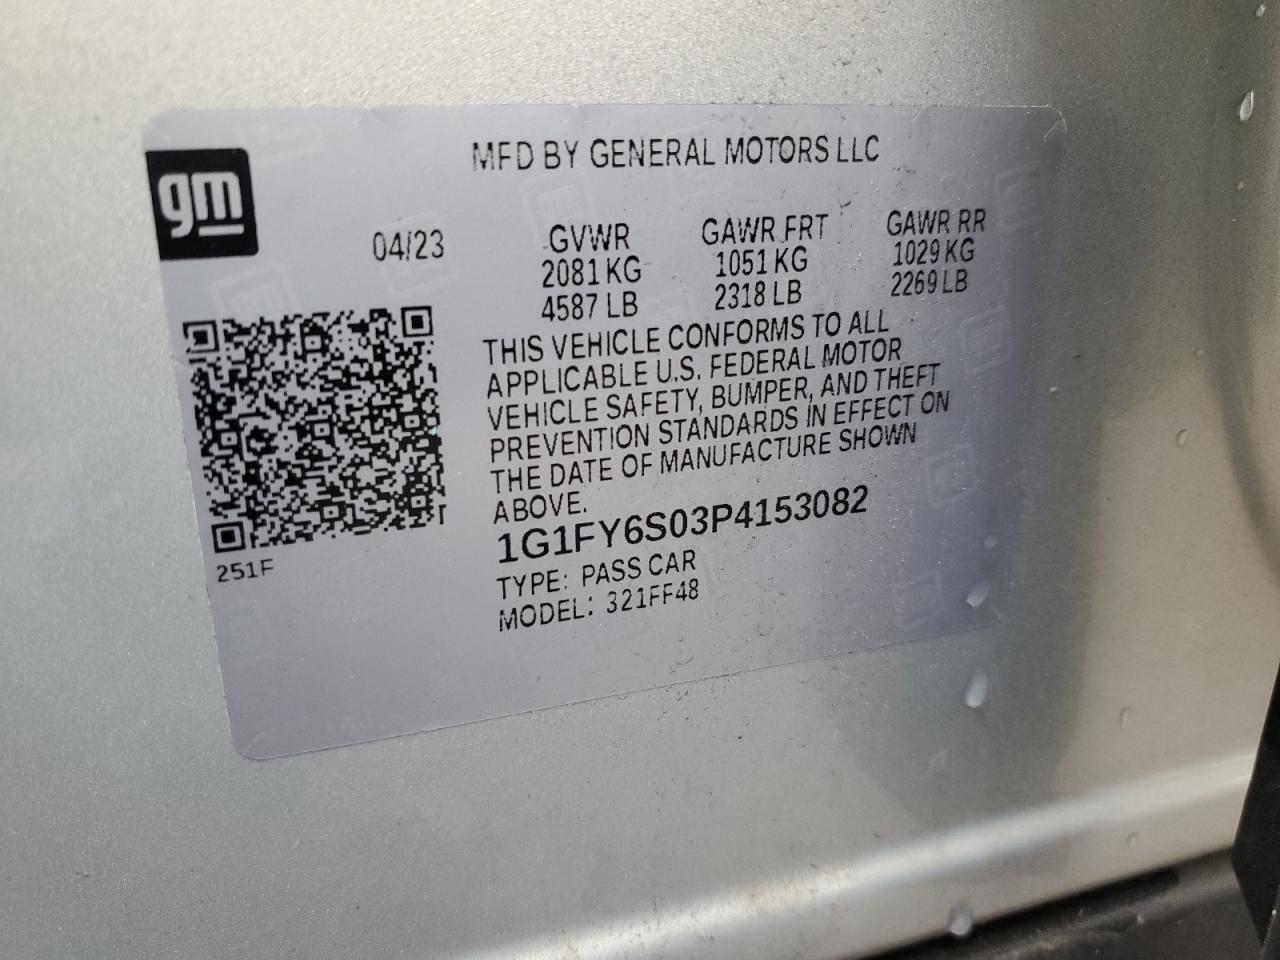 MFD BY GENERAL MOTORS LLC
gm
04/23 GVWR GAWR FRT GAWR RR
2081 KG 1051 KG 1029 KG
4587 LB 2318 LB 2269 LB
THIS VEHICLE CONFORMS TO ALL
APPLICABLE U.S. FEDERAL MOTOR
VEHICLE SAFETY, BUMPER, AND THEFT
PREVENTION STANDARDS IN EFFECT ON
THE DATE OF MANUFACTURE SHOWN
ABOVE.
1G1FY6S03P4153082
251F
TYPE: PASS CAR
MODEL: 321FF48